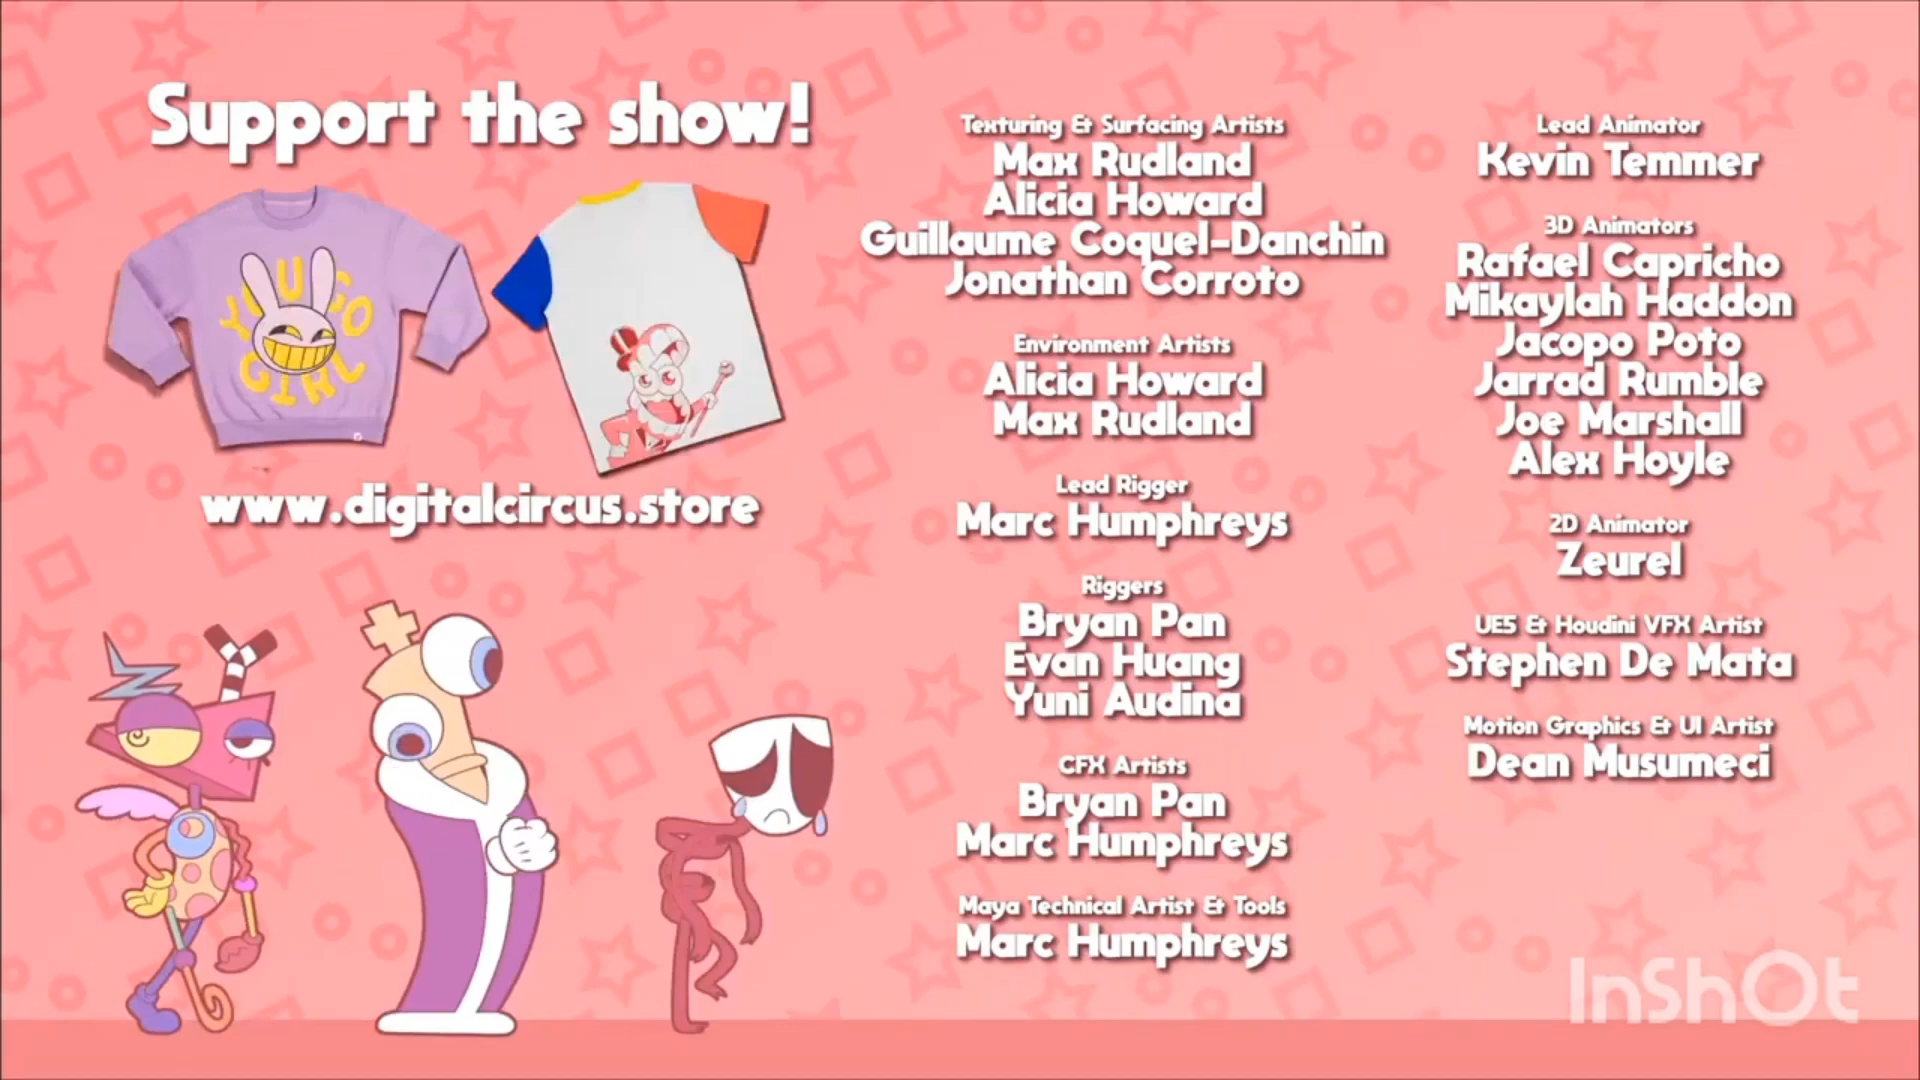 Support the show!
YOU GO
GIRL
www.digitalcircus.store
Texturing & Surfacing Artists
Max Rudland
Alicia Howard
Guillaume Coquel-Danchin
Jonathan Corroto
Environment Artists
Alicia Howard
Max Rudland
Lead Rigger
Marc Humphreys
Riggers
Bryan Pan
Evan Huang
Yuni Audina
CFX Artists
Bryan Pan
Marc Humphreys
Maya Technical Artist & Tools
Marc Humphreys
Lead Animator
Kevin Temmer
3D Animators
Rafael Capricho
Mikaylah Haddon
Jacopo Poto
Jarrad Rumble
Joe Marshall
Alex Hoyle
2D Animator
Zeurel
UE5 & Houdini VFX Artist
Stephen De Mata
Motion Graphics & UI Artist
Dean Musumeci
InShOt